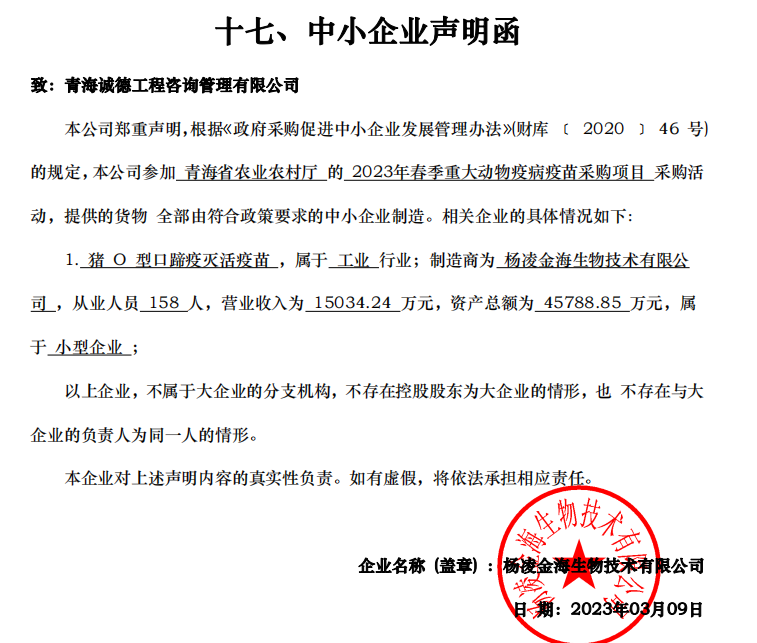 十七、中小企业声明函
致：青海诚德工程咨询管理有限公司
本公司郑重声明，根据《政府采购促进中小企业发展管理办法》(财库 〔 2020 〕 46 号)
的规定，本公司参加 青海省农业农村厅 的 2023年春季重大动物疫病疫苗采购项目 采购活
动，提供的货物 全部由符合政策要求的中小企业制造。相关企业的具体情况如下：
1. 猪 O 型口蹄疫灭活疫苗 ，属于 工业 行业；制造商为 杨凌金海生物技术有限公
司 ，从业人员 158 人，营业收入为 15034.24 万元，资产总额为 45788.85 万元，属
于 小型企业 ；
以上企业，不属于大企业的分支机构，不存在控股股东为大企业的情形，也 不存在与大
企业的负责人为同一人的情形。
本企业对上述声明内容的真实性负责。如有虚假，将依法承担相应责任。
企业名称（盖章）：杨凌金海生物技术有限公司
日 期：2023年03月09日
杨凌金海生物技术有限公司